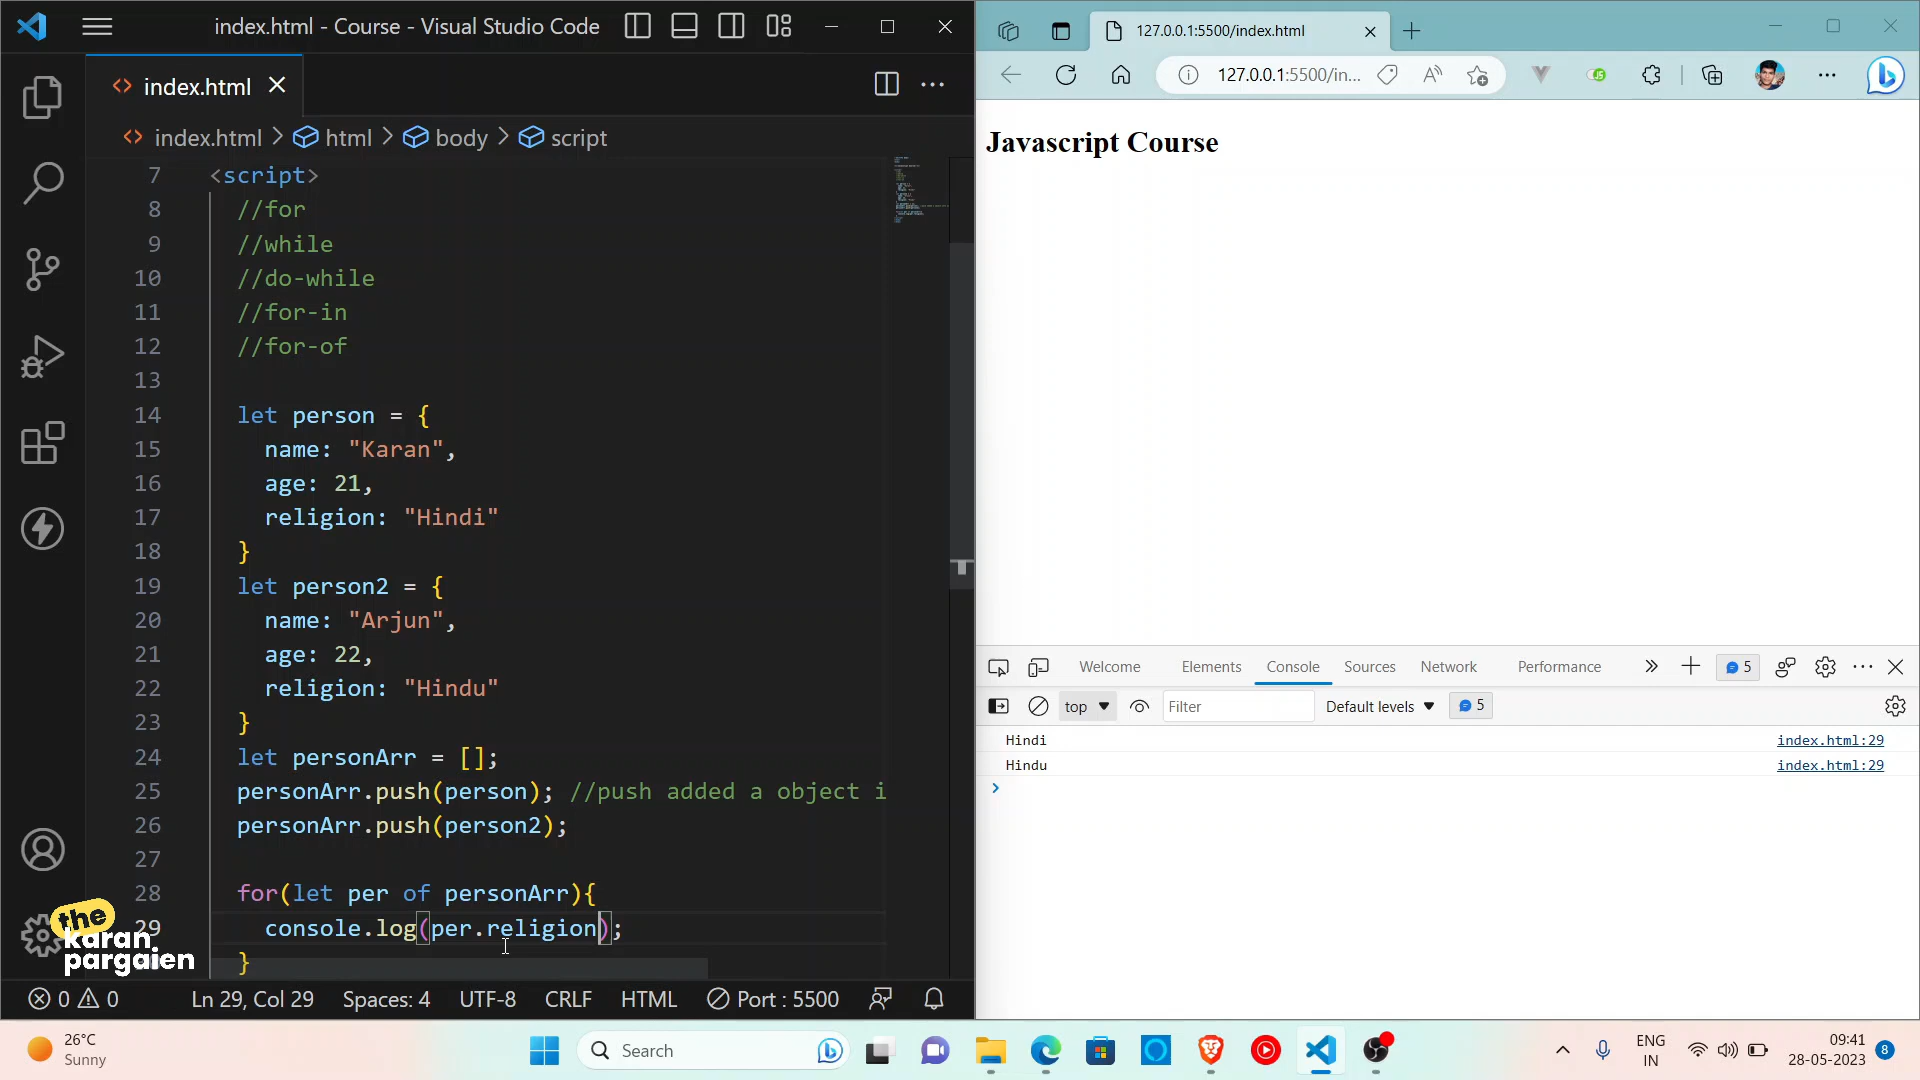 index.html - Course - Visual Studio Code
index.html
index.html > html > body > script
7 <script>
8 //for
9 //while
10 //do-while
11 //for-in
12 //for-of
13
14 let person = {
15 name: "Karan",
16 age: 21,
17 religion: "Hindi"
18 }
19 let person2 = {
20 name: "Arjun",
21 age: 22,
22 religion: "Hindu"
23 }
24 let personArr = [];
25 personArr.push(person); //push added a object i
26 personArr.push(person2);
27
28 for(let per of personArr){
29 console.log(per.religion);
}
the
karan
pargaien
0 0 Ln 29, Col 29 Spaces: 4 UTF-8 CRLF HTML Port : 5500
127.0.0.1:5500/index.html
127.0.0.1:5500/in...
Javascript Course
Welcome Elements Console Sources Network Performance 5
top Filter Default levels 5
Hindi index.html:29
Hindu index.html:29
26°C
Sunny
Search
ENG
IN
09:41
28-05-2023
8